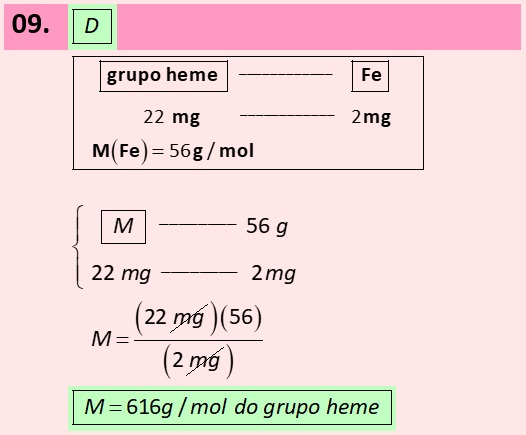 09. D
grupo heme ———— Fe
22 mg ———— 2mg
M(Fe) = 56g / mol
M ———— 56 g
22 mg ———— 2mg
M = (22 mg)(56) / (2 mg)
M = 616g / mol do grupo heme